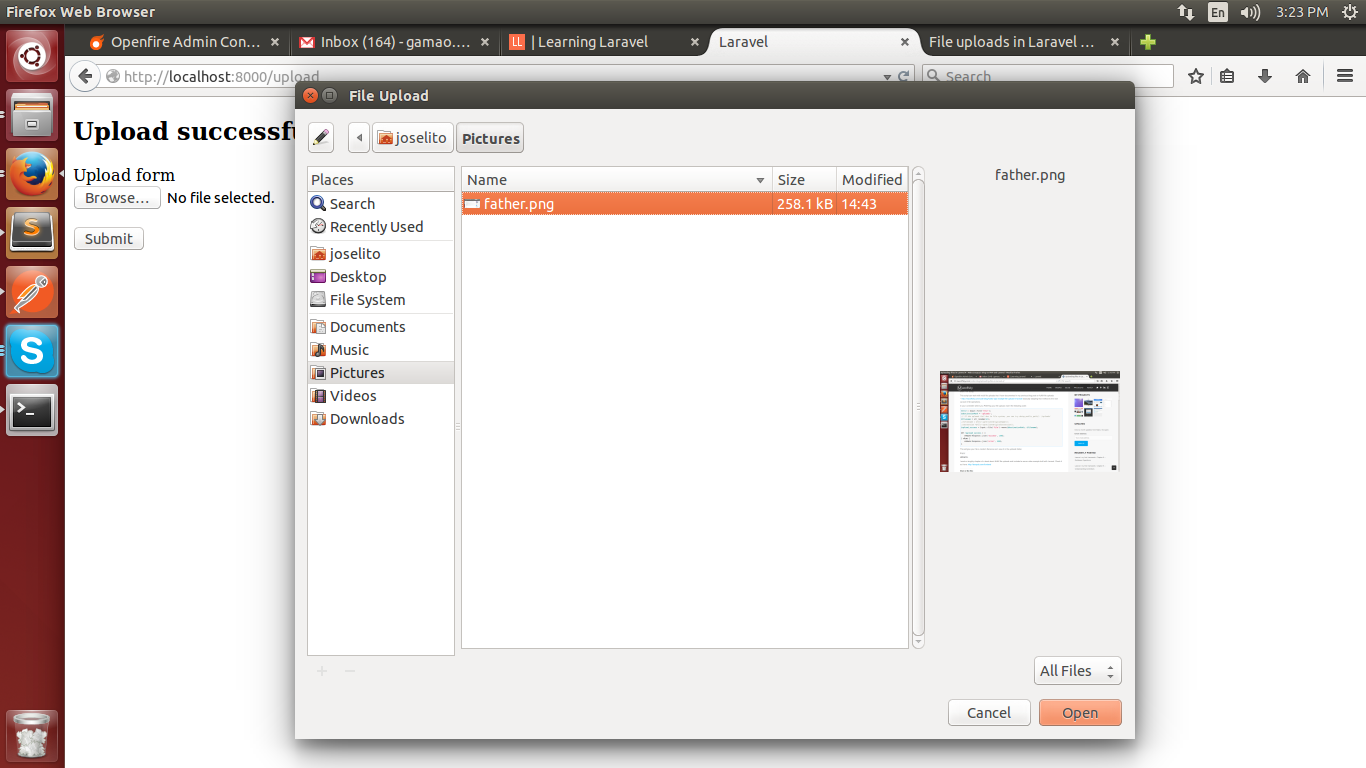 Firefox Web Browser
En
3:23 PM
Openfire Admin Con...
Inbox (164) - gamao....
LL | Learning Laravel
Laravel
File uploads in Laravel ...
http://localhost:8000/upload
Search
File Upload
Upload successfu
joselito
Pictures
Upload form
Browse...
No file selected.
Submit
Places
Search
Recently Used
joselito
Desktop
File System
Documents
Music
Pictures
Videos
Downloads
Name
Size
Modified
father.png
258.1 kB
14:43
father.png
All Files
Cancel
Open